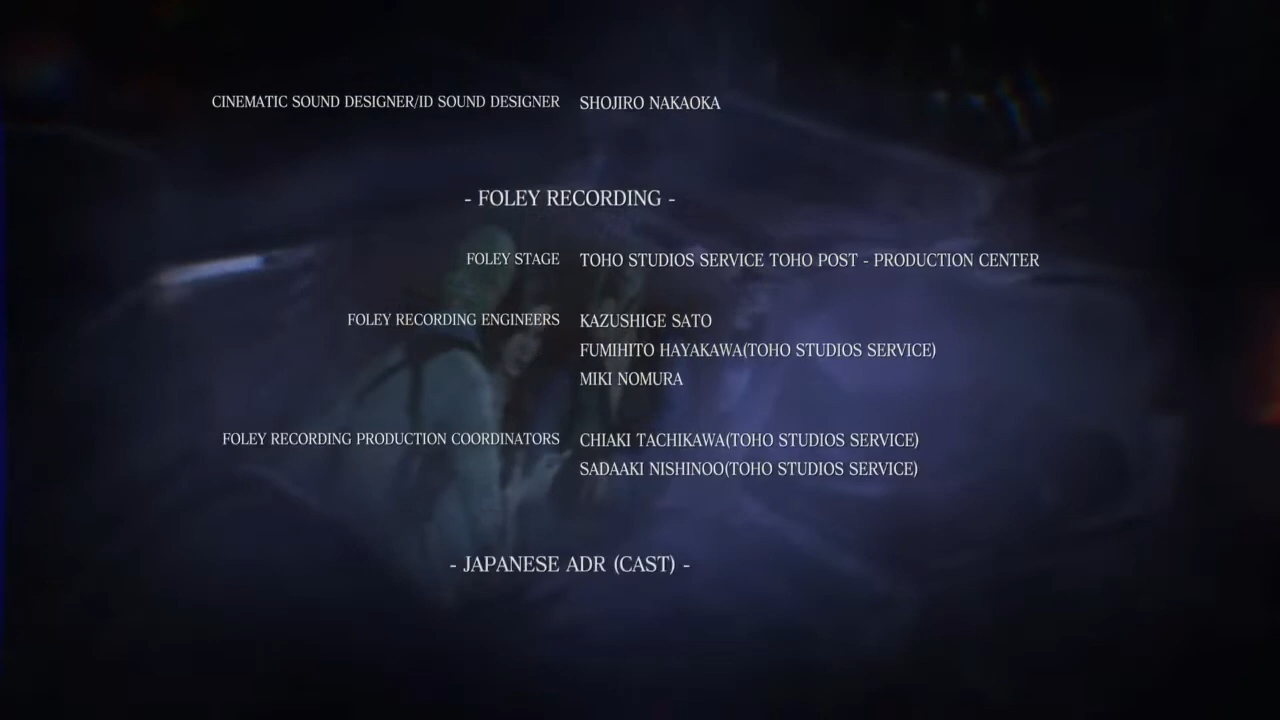 CINEMATIC SOUND DESIGNER/ID SOUND DESIGNER SHOJIRO NAKAOKA
- FOLEY RECORDING -
FOLEY STAGE TOHO STUDIOS SERVICE TOHO POST - PRODUCTION CENTER
FOLEY RECORDING ENGINEERS KAZUSHIGE SATO
FUMIHITO HAYAKAWA(TOHO STUDIOS SERVICE)
MIKI NOMURA
FOLEY RECORDING PRODUCTION COORDINATORS CHIAKI TACHIKAWA(TOHO STUDIOS SERVICE)
SADAAKI NISHINOO(TOHO STUDIOS SERVICE)
- JAPANESE ADR (CAST) -